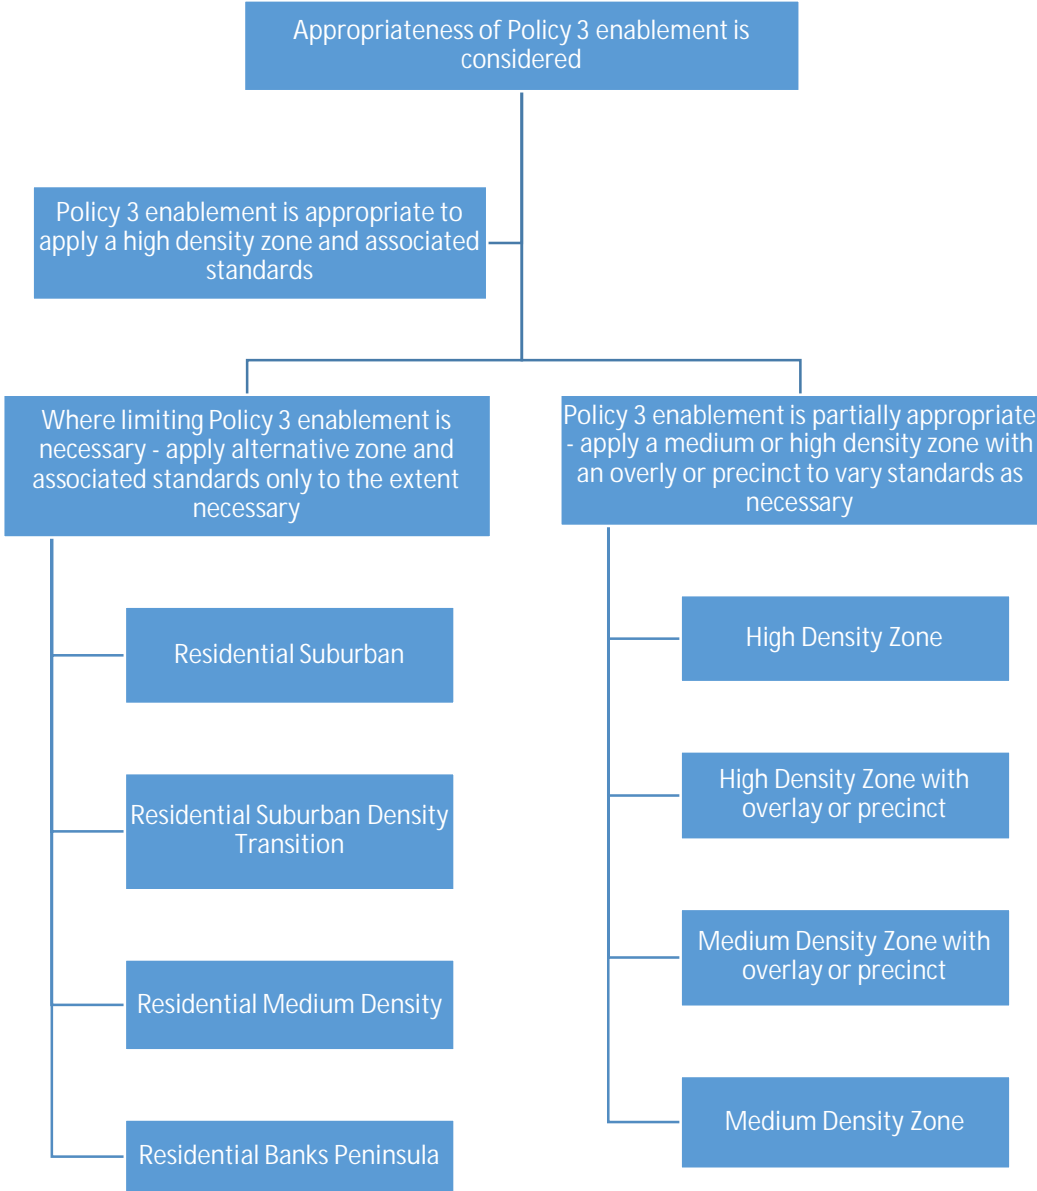 Appropriateness of Policy 3 enablement is
considered
Policy 3 enablement is appropriate to
apply a high density zone and associated
standards
Where limiting Policy 3 enablement is
necessary - apply alternative zone and
associated standards only to the extent
necessary
Residential Suburban
Residential Suburban Density
Transition
Residential Medium Density
Residential Banks Peninsula
Policy 3 enablement is partially appropriate
- apply a medium or high density zone with
an overly or precinct to vary standards as
necessary
High Density Zone
High Density Zone with
overlay or precinct
Medium Density Zone with
overlay or precinct
Medium Density Zone